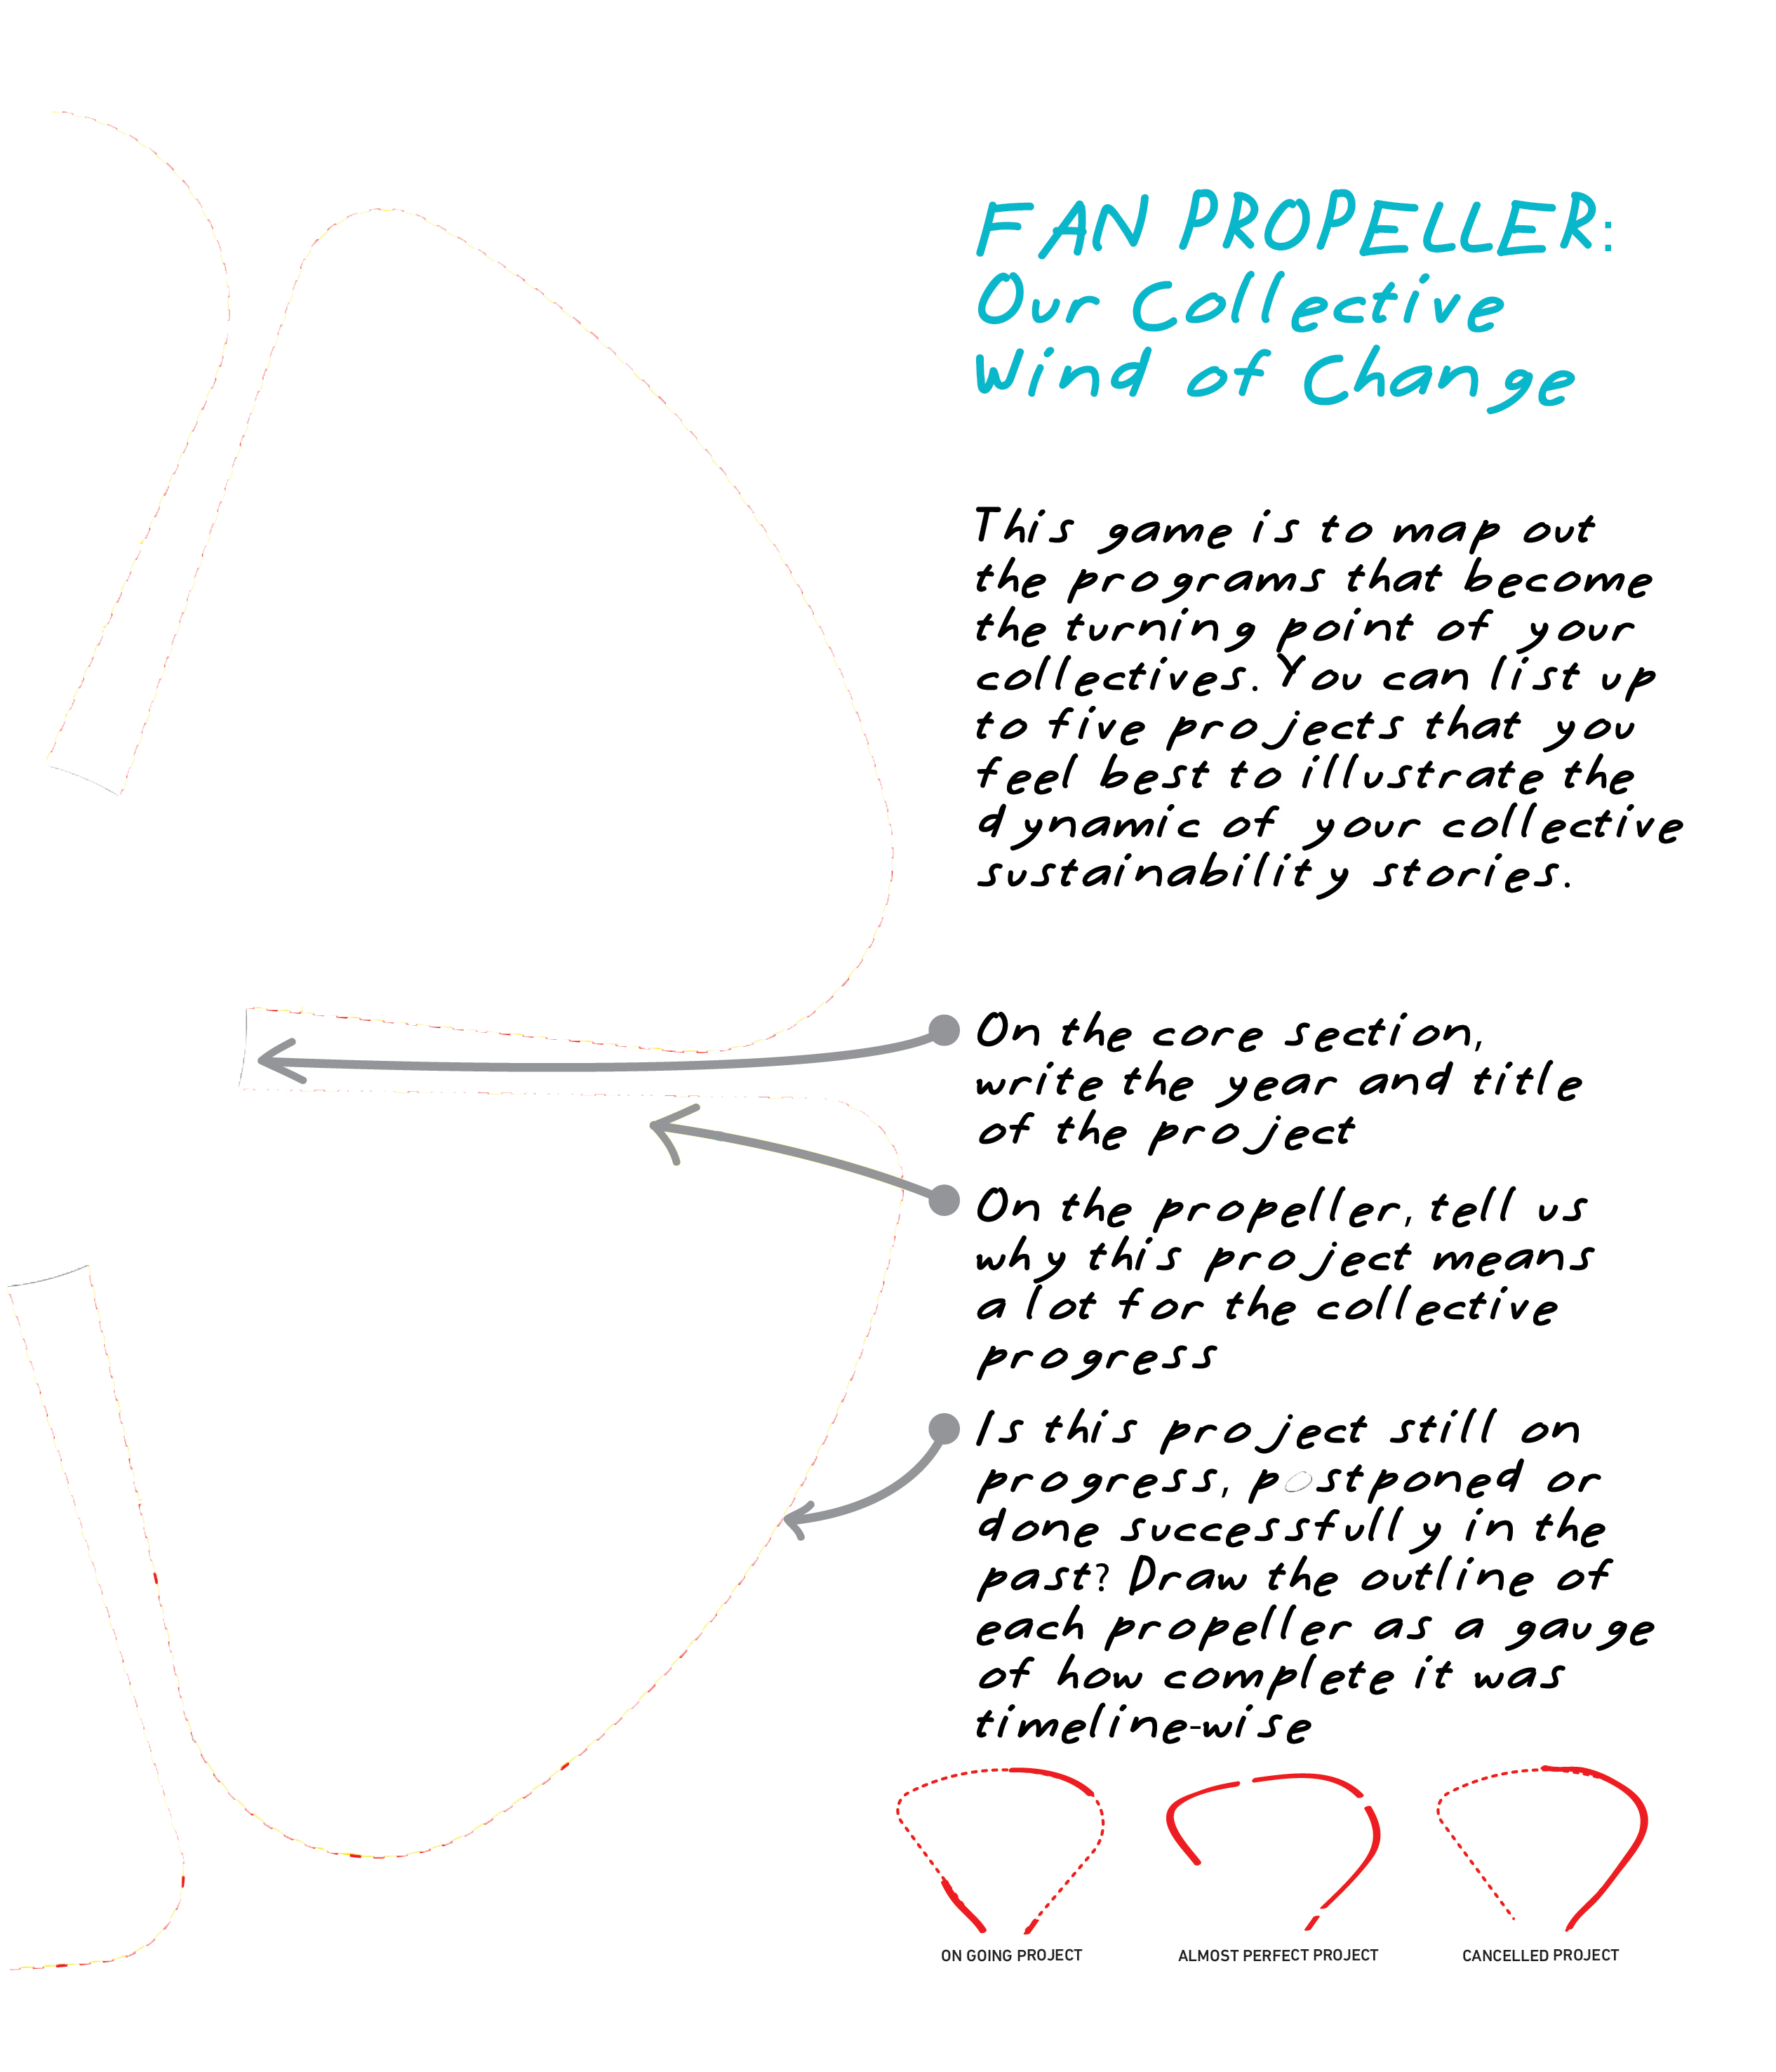 FAN PROPELLER:
Our Collective
Wind of Change
This game is to map out
the programs that become
the turning point of your
collectives. You can list up
to five projects that you
feel best to illustrate the
dynamic of your collective
sustainability stories.
On the core section,
write the year and title
of the project
On the propeller, tell us
why this project means
a lot for the collective
progress
Is this project still on
progress, postponed or
done successfully in the
past? Draw the outline of
each propeller as a gauge
of how complete it was
timeline-wise
ON GOING PROJECT
ALMOST PERFECT PROJECT
CANCELLED PROJECT